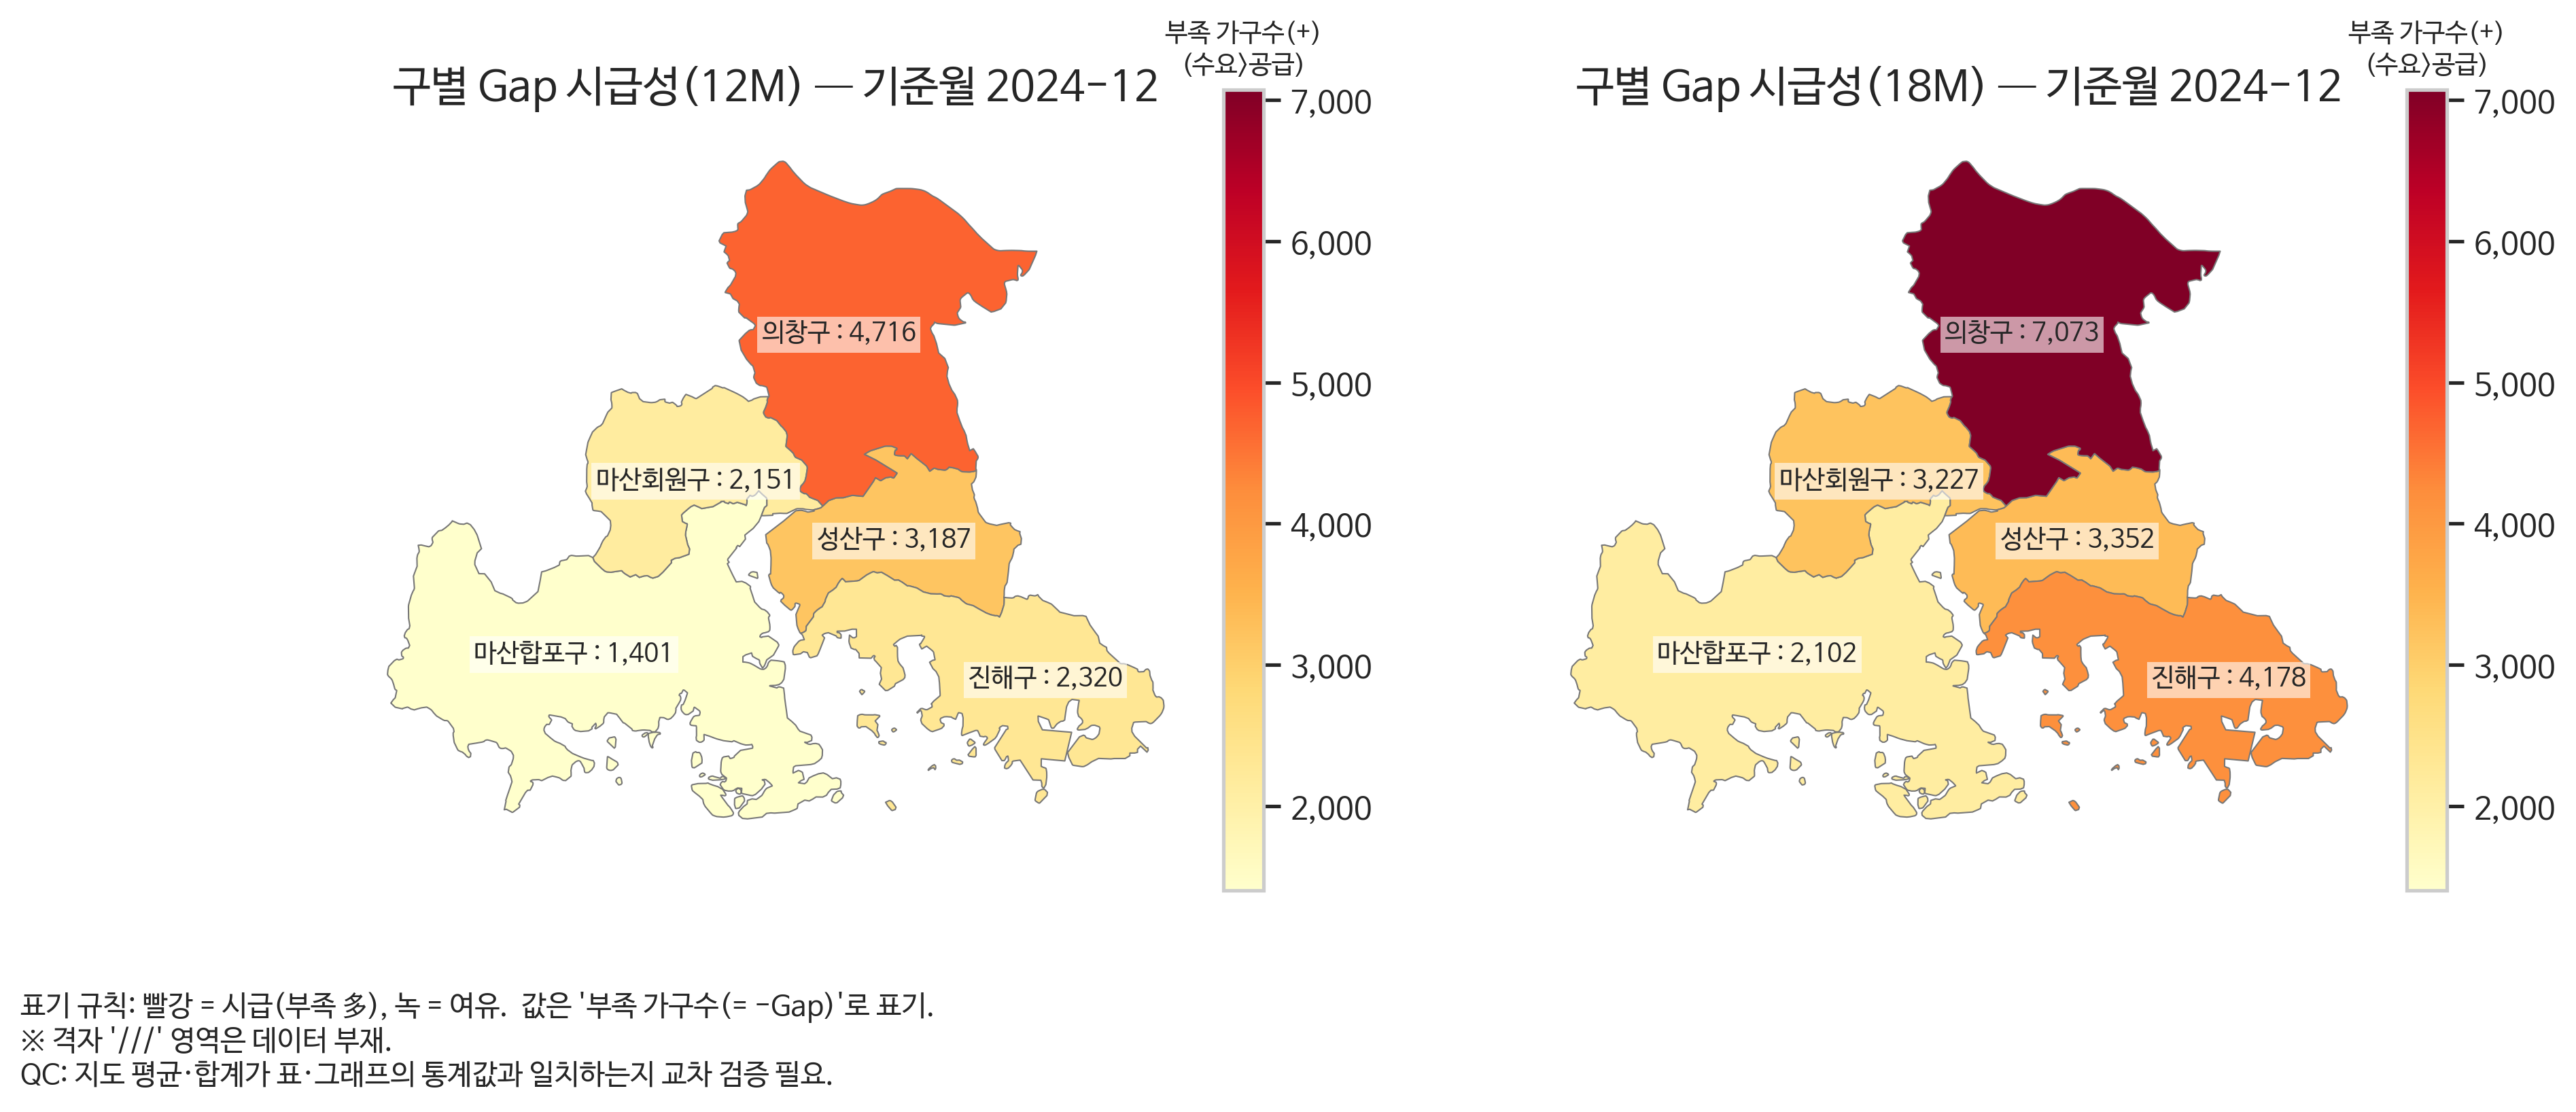 부족 가구수(+)
(수요>공급)
구별 Gap 시급성(12M) — 기준월 2024-12
7,000
6,000
5,000
4,000
3,000
2,000
의창구 : 4,716
마산회원구 : 2,151
성산구 : 3,187
마산합포구 : 1,401
진해구 : 2,320
부족 가구수(+)
(수요>공급)
구별 Gap 시급성(18M) — 기준월 2024-12
7,000
6,000
5,000
4,000
3,000
2,000
의창구 : 7,073
마산회원구 : 3,227
성산구 : 3,352
마산합포구 : 2,102
진해구 : 4,178
표기 규칙: 빨강 = 시급(부족 多), 녹 = 여유. 값은 '부족 가구수(= -Gap)'로 표기.
※ 격자 '///' 영역은 데이터 부재.
QC: 지도 평균·합계가 표·그래프의 통계값과 일치하는지 교차 검증 필요.